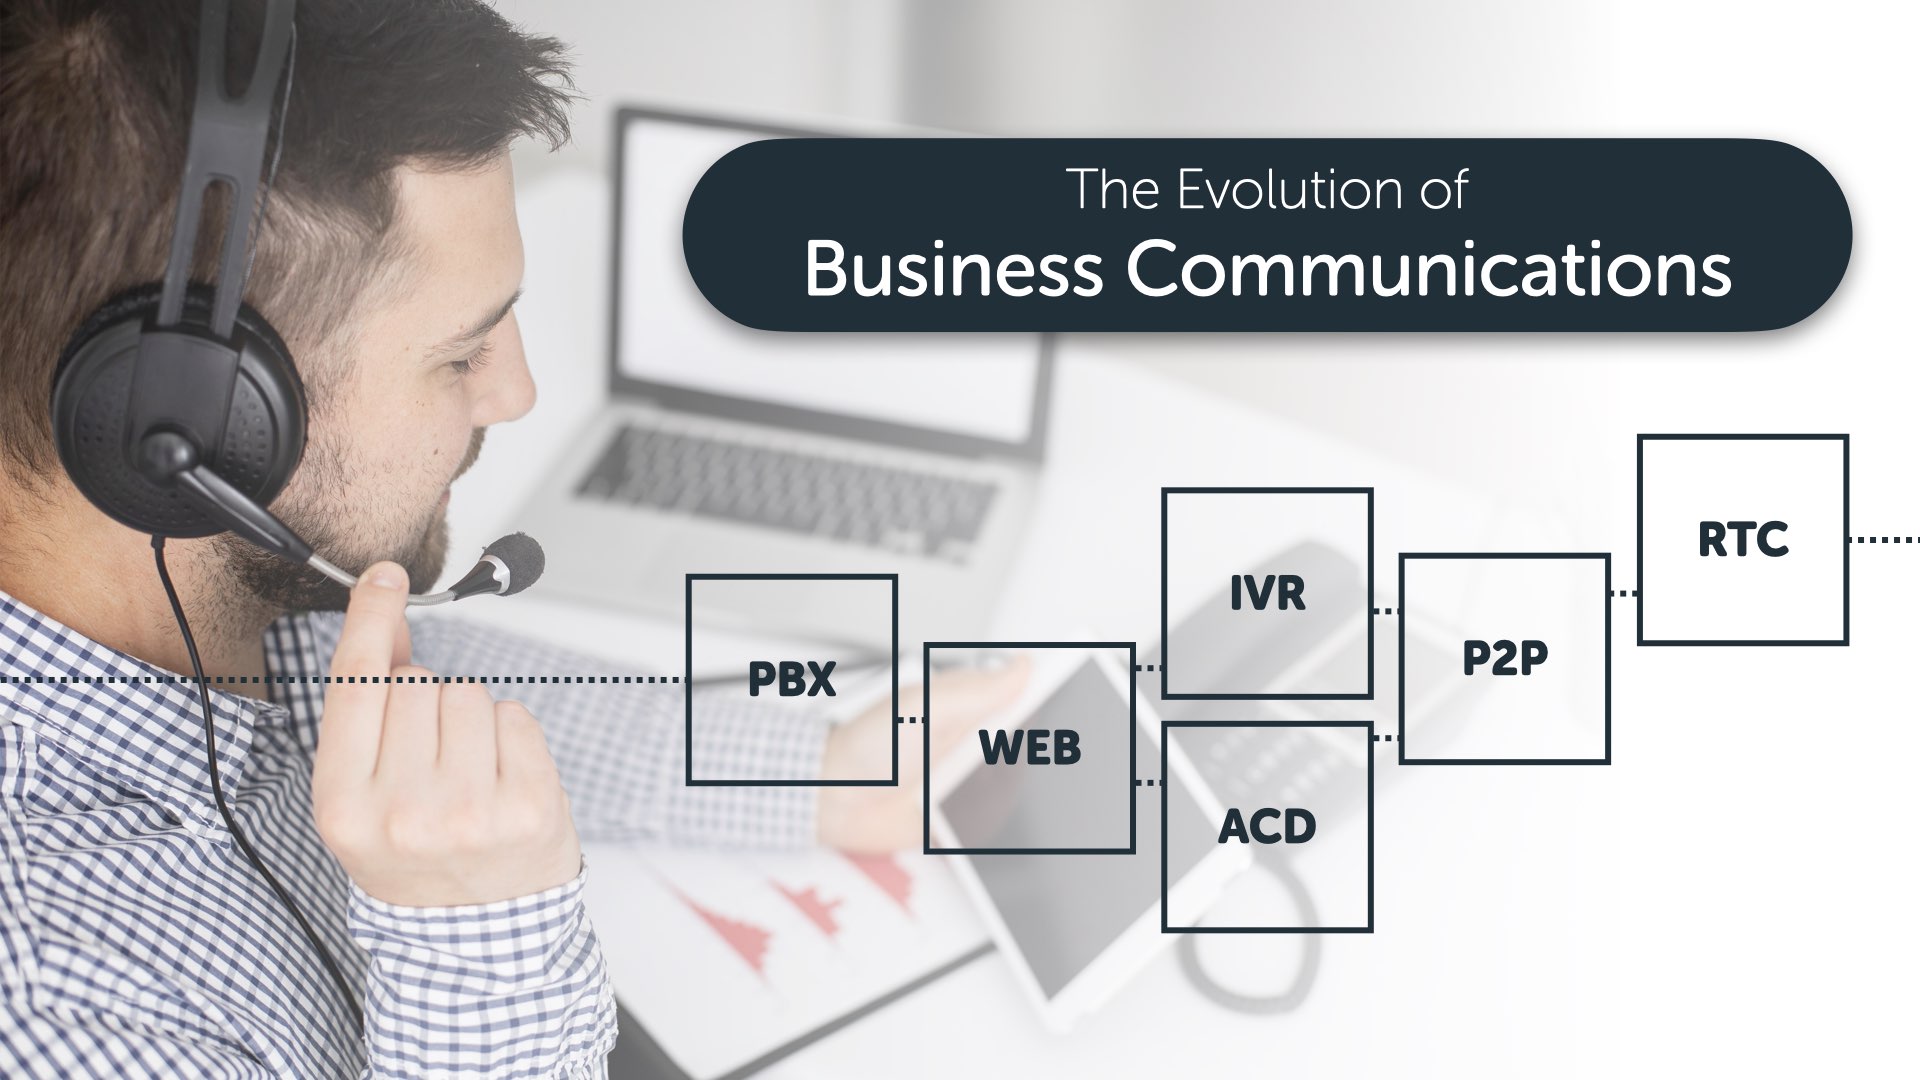 The Evolution of
Business Communications
PBX
WEB
IVR
ACD
P2P
RTC